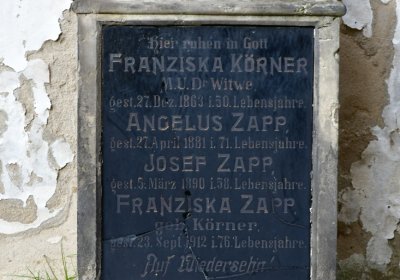 Hier ruhen in Gott
FRANZISKA KÖRNER
M.U.Dr Witwe
gest. 27. Dez. 1863 i. 50. Lebensjahre.
ANGELUS ZAPP
gest. 27. April 1881 i. 71. Lebensjahre.
JOSEF ZAPP
gest. 5. März 1890 i. 58. Lebensjahre.
FRANZISKA ZAPP
geb. Körner,
gest. 23. Sept. 1912 i. 76. Lebensjahre.
Auf Wiedersehn!